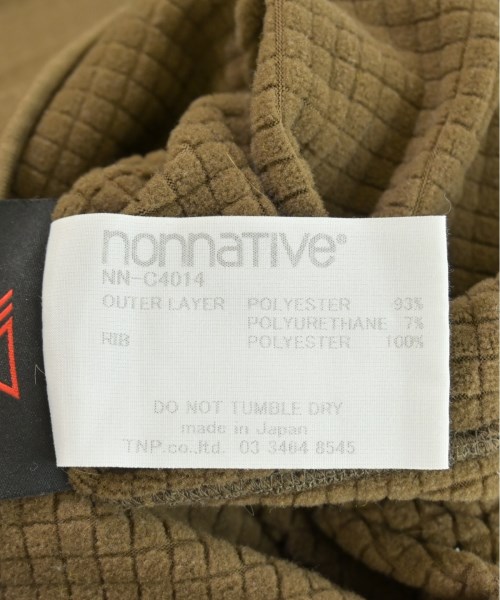 nonnative®
NN-C4014
OUTER LAYER POLYESTER 93%
POLYURETHANE 7%
RIB POLYESTER 100%
DO NOT TUMBLE DRY
made in Japan
TNP.co.,ltd. 03 3464 8545